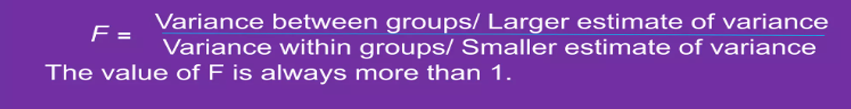 Variance between groups/ Larger estimate of variance
F =
Variance within groups/ Smaller estimate of variance
The value of F is always more than 1.